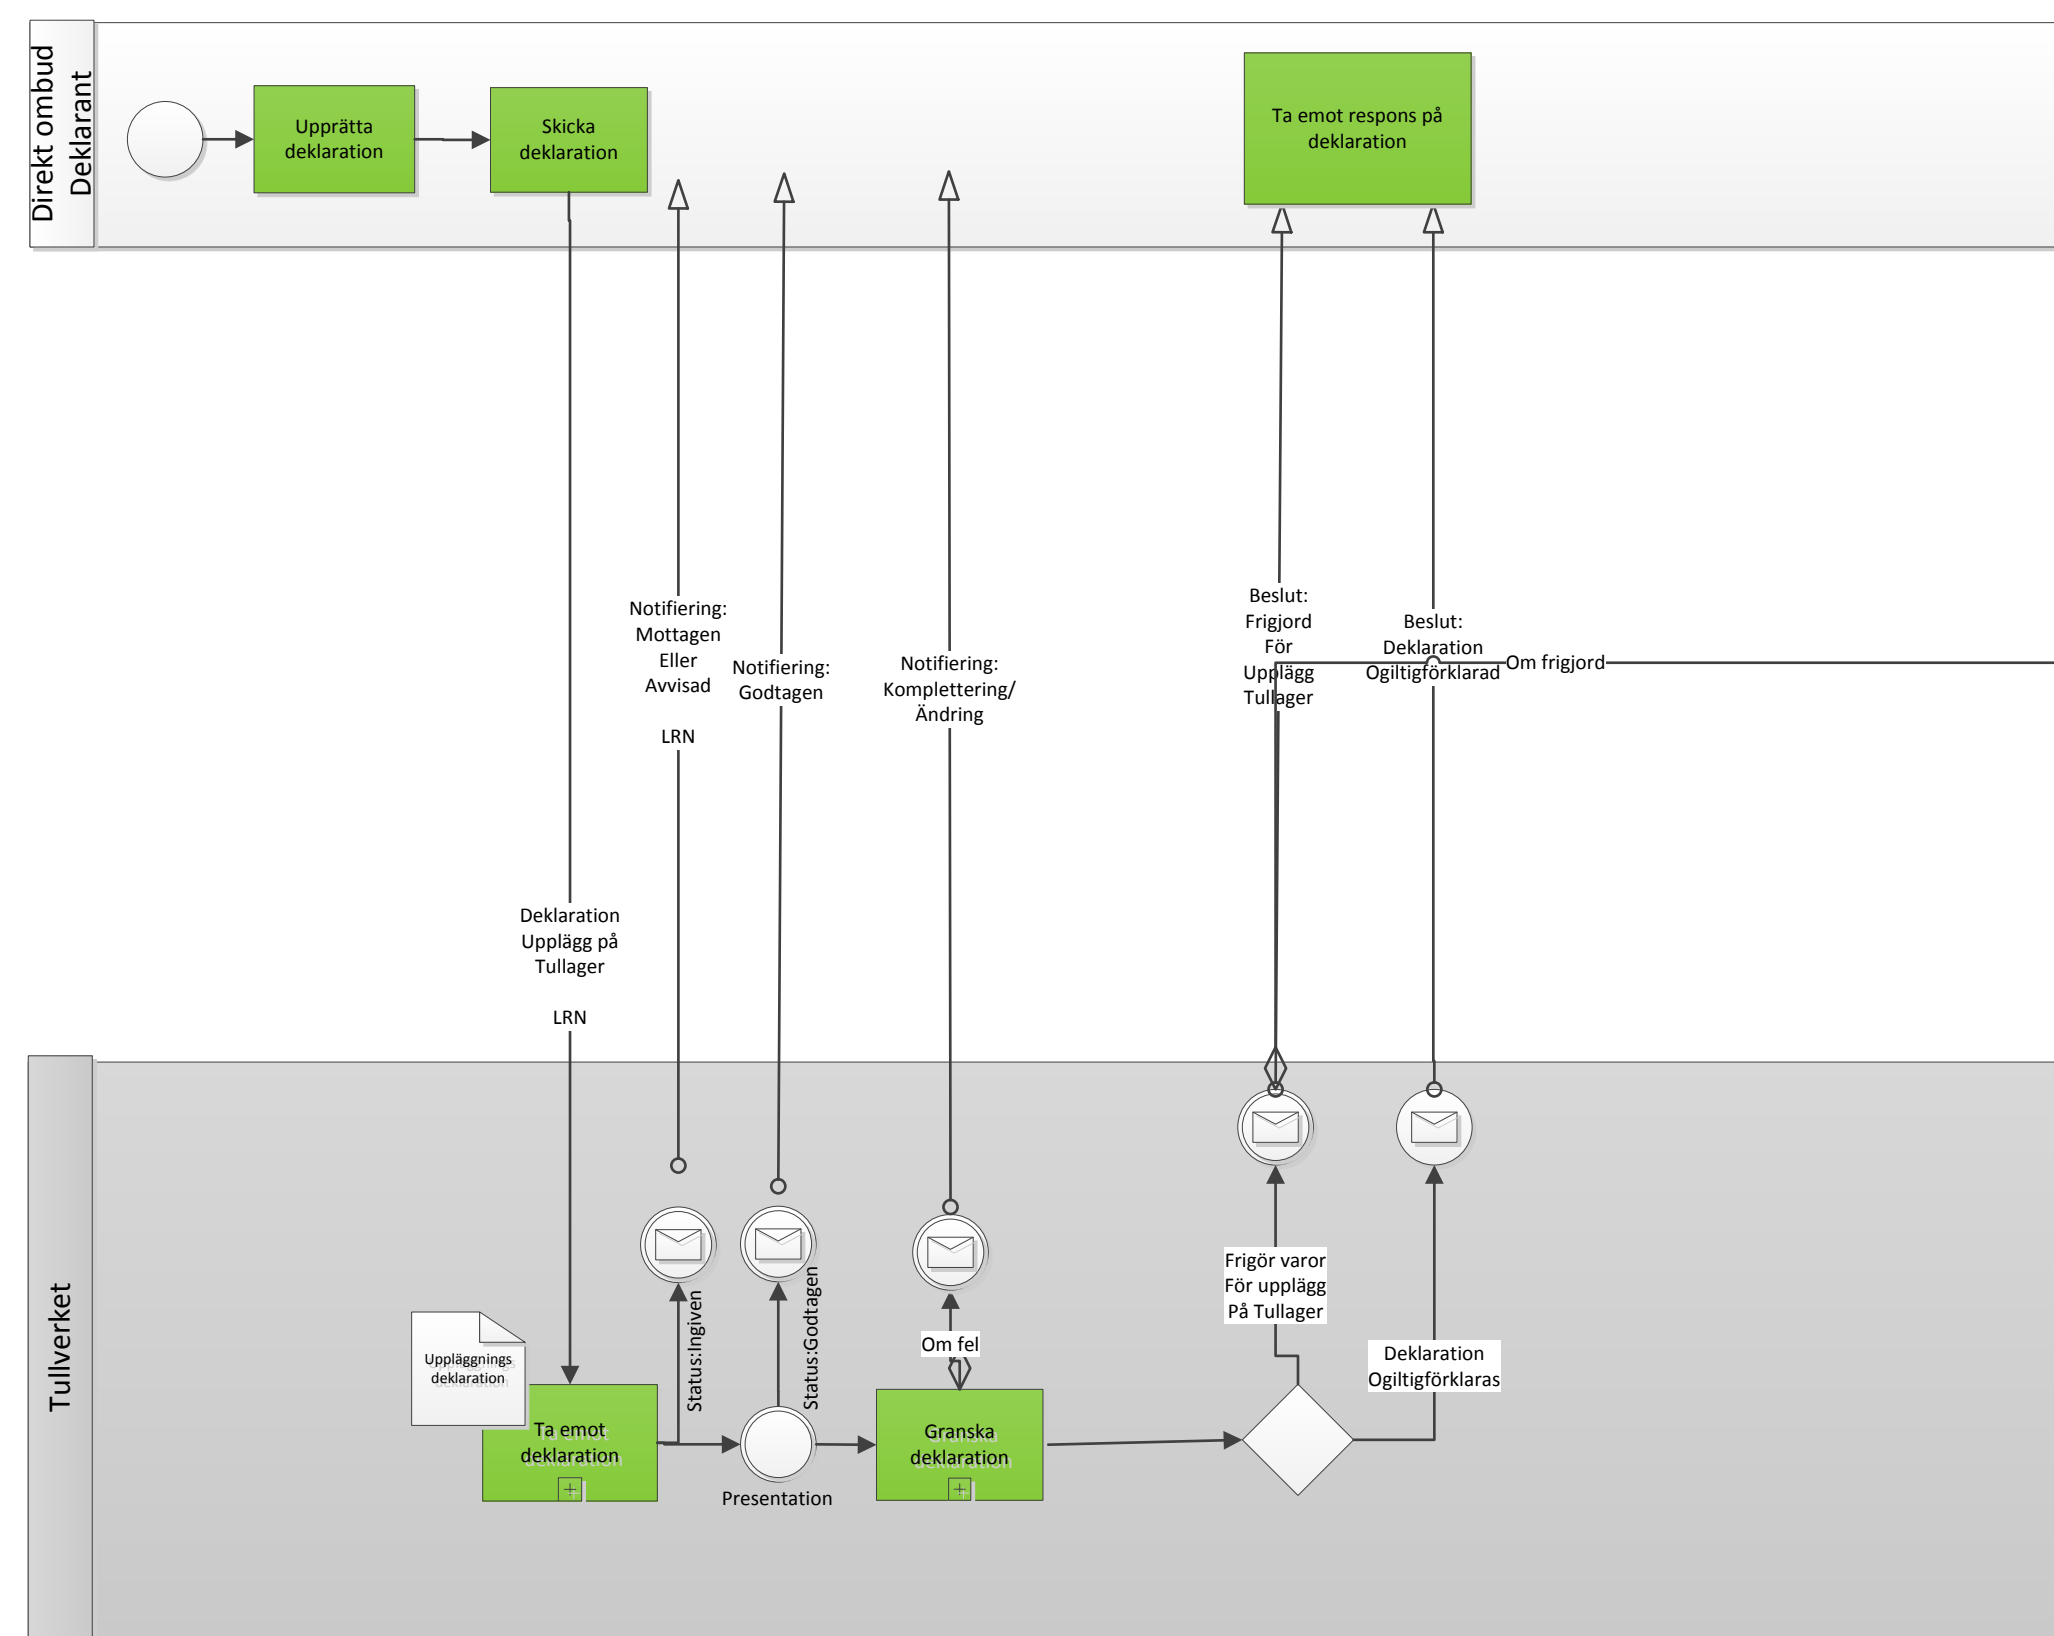 Direkt ombud
Deklarant
Upprätta
deklaration
Skicka
deklaration
Ta emot respons på
deklaration
Notifiering:
Mottagen
Eller
Avvisad
LRN
Notifiering:
Godtagen
Notifiering:
Komplettering/
Ändring
Beslut:
Frigjord
För
Upplägg
Tullager
Beslut:
Deklaration
Ogiltigförklarad
Om frigjord
Deklaration
Upplägg på
Tullager
LRN
Tullverket
Uppläggnings
deklaration
Ta emot
deklaration
Status:Ingiven
Status:Godtagen
Presentation
Om fel
Granska
deklaration
Frigör varor
För upplägg
På Tullager
Deklaration
Ogiltigförklaras